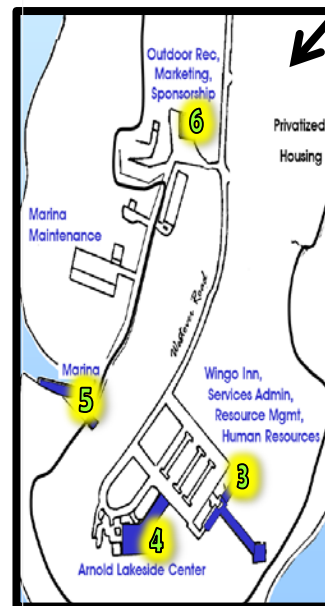 Outdoor Rec,
Marketing,
Sponsorship
6
Privatized
Housing
Marina
Maintenance
Wattover Road
Marina
5
Wingo Inn,
Services Admin,
Resource Mgmt,
Human Resources
3
4
Arnold Lakeside Center